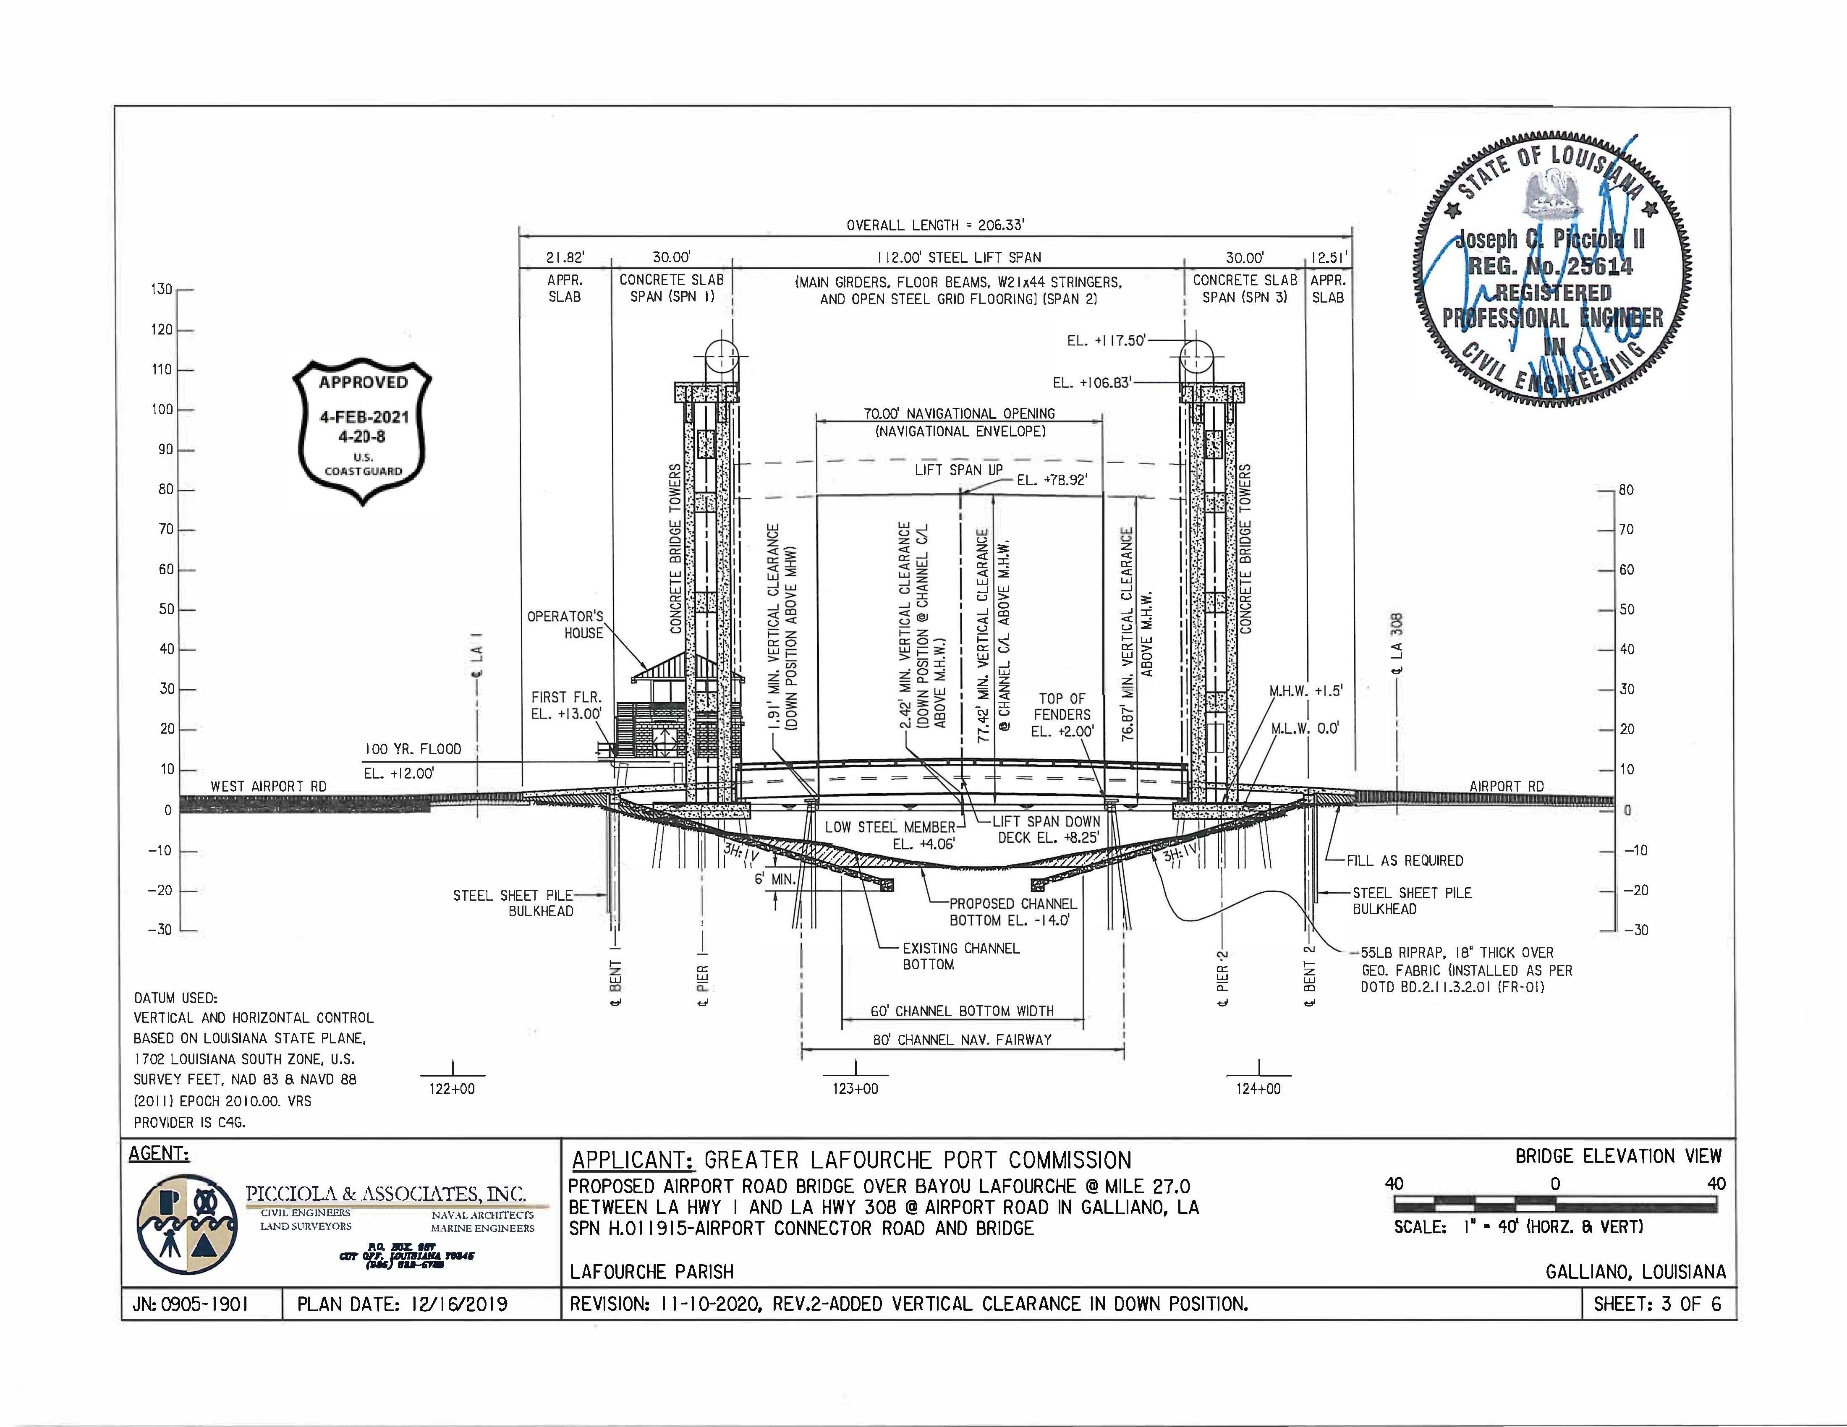 OVERALL LENGTH = 206.33'
21.82'
30.00'
112.00' STEEL LIFT SPAN
30.00'
12.51'
APPR.
SLAB
CONCRETE SLAB
SPAN (SPN 1)
(MAIN GIRDERS, FLOOR BEAMS, W21x44 STRINGERS,
AND OPEN STEEL GRID FLOORING) (SPAN 2)
CONCRETE SLAB
SPAN (SPN 3)
APPR.
SLAB
STATE OF LOUISIANA
Joseph C. Picciola II
REG. No. 25614
REGISTERED
PROFESSIONAL ENGINEER
IN
CIVIL ENGINEERING
APPROVED
4-FEB-2021
4-20-8
U.S.
COAST GUARD
130
120
110
100
90
80
70
60
50
40
30
20
10
0
-10
-20
-30
80
70
60
50
40
30
20
10
0
-10
-20
-30
EL. +117.50'
EL. +106.83'
70.00' NAVIGATIONAL OPENING
(NAVIGATIONAL ENVELOPE)
LIFT SPAN UP
EL. +78.92'
CONCRETE BRIDGE TOWERS
CONCRETE BRIDGE TOWERS
1.91' MIN. VERTICAL CLEARANCE
(DOWN POSITION ABOVE MHW)
2.42' MIN. VERTICAL CLEARANCE
(DOWN POSITION @ CHANNEL C/L
ABOVE M.H.W.)
77.42' MIN. VERTICAL CLEARANCE
@ CHANNEL C/L ABOVE M.H.W.
76.87' MIN. VERTICAL CLEARANCE
ABOVE M.H.W.
OPERATOR'S
HOUSE
℄ LA 1
℄ LA 308
FIRST FLR.
EL. +13.00'
TOP OF
FENDERS
EL. +2.00'
M.H.W. +1.5'
M.L.W. 0.0'
100 YR. FLOOD
EL. +12.00'
WEST AIRPORT RD
AIRPORT RD
LOW STEEL MEMBER
EL. +4.06'
LIFT SPAN DOWN
DECK EL. +8.25'
3H:1V
3H:1V
6' MIN.
FILL AS REQUIRED
STEEL SHEET PILE
BULKHEAD
STEEL SHEET PILE
BULKHEAD
PROPOSED CHANNEL
BOTTOM EL. -14.0'
EXISTING CHANNEL
BOTTOM
55LB RIPRAP, 18" THICK OVER
GEO. FABRIC (INSTALLED AS PER
DOTD BD.2.11.3.2.01 (FR-01)
℄ BENT 1
℄ PIER 1
℄ PIER 2
℄ BENT 2
60' CHANNEL BOTTOM WIDTH
80' CHANNEL NAV. FAIRWAY
122+00
123+00
124+00
DATUM USED:
VERTICAL AND HORIZONTAL CONTROL
BASED ON LOUISIANA STATE PLANE,
1702 LOUISIANA SOUTH ZONE, U.S.
SURVEY FEET, NAD 83 & NAVD 88
(2011) EPOCH 2010.00. VRS
PROVIDER IS C4G.
AGENT:
PICCIOLA & ASSOCIATES, INC.
CIVIL ENGINEERS
LAND SURVEYORS
NAVAL ARCHITECTS
MARINE ENGINEERS
P.O. BOX 687
CUT OFF, LOUISIANA 70345
APPLICANT: GREATER LAFOURCHE PORT COMMISSION
PROPOSED AIRPORT ROAD BRIDGE OVER BAYOU LAFOURCHE @ MILE 27.0
BETWEEN LA HWY 1 AND LA HWY 308 @ AIRPORT ROAD IN GALLIANO, LA
SPN H.011915-AIRPORT CONNECTOR ROAD AND BRIDGE
LAFOURCHE PARISH
BRIDGE ELEVATION VIEW
40 0 40
SCALE: 1" = 40' (HORZ. & VERT)
GALLIANO, LOUISIANA
JN: 0905-1901
PLAN DATE: 12/16/2019
REVISION: 11-10-2020, REV.2-ADDED VERTICAL CLEARANCE IN DOWN POSITION.
SHEET: 3 OF 6